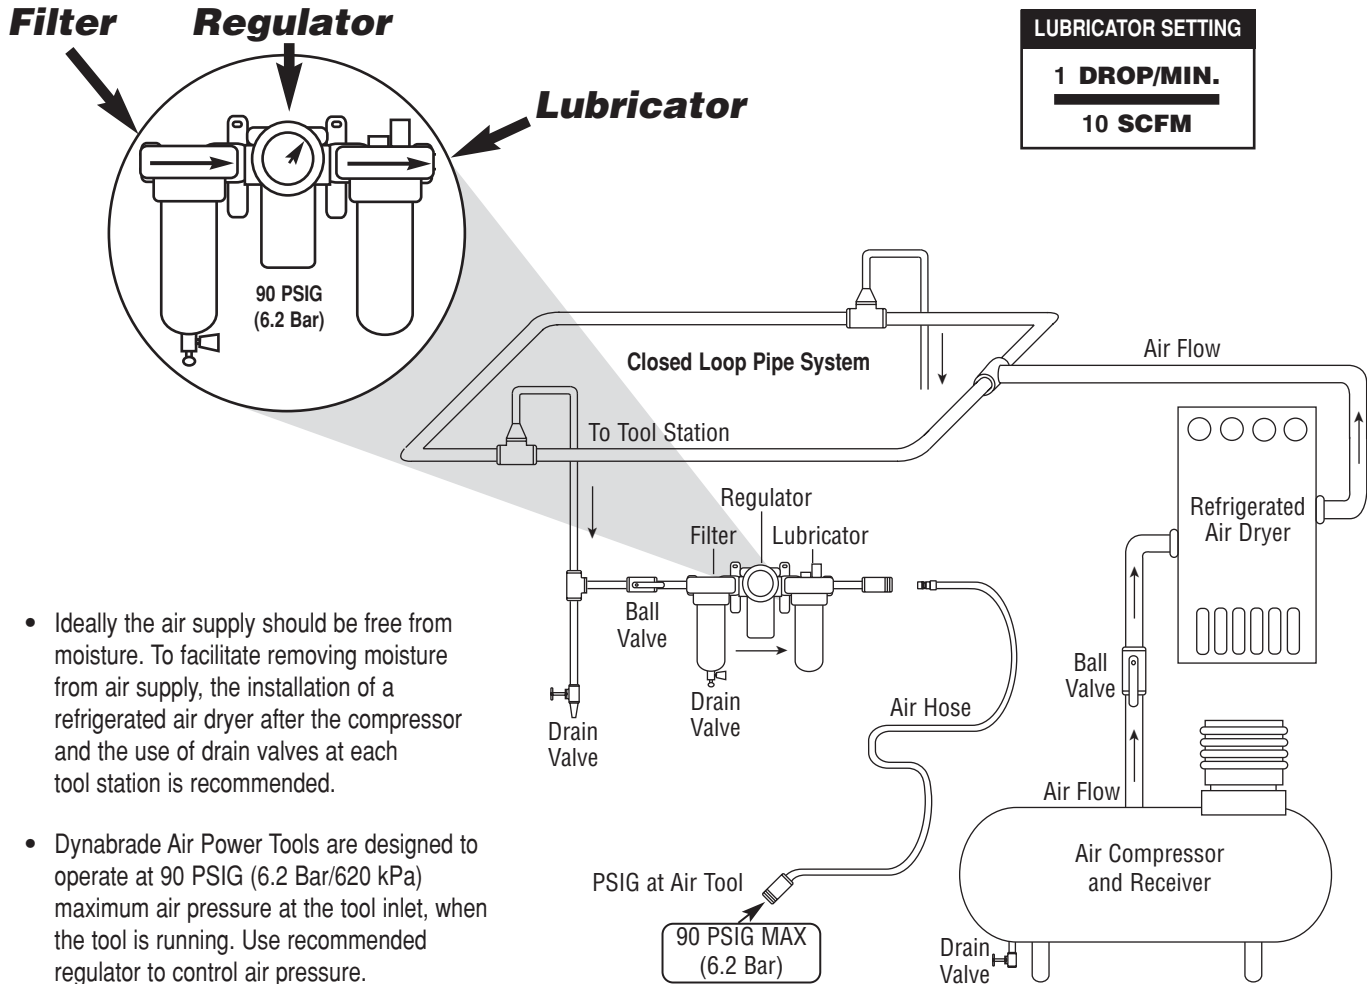 Filter
Regulator
Lubricator
LUBRICATOR SETTING
1 DROP/MIN.
10 SCFM
90 PSIG
(6.2 Bar)
Closed Loop Pipe System
Air Flow
To Tool Station
Refrigerated
Air Dryer
Regulator
Filter
Lubricator
Ball
Valve
Drain
Valve
Drain
Valve
Air Hose
Ball
Valve
Air Flow
Air Compressor
and Receiver
PSIG at Air Tool
90 PSIG MAX
(6.2 Bar)
Drain
Valve
• Ideally the air supply should be free from
moisture. To facilitate removing moisture
from air supply, the installation of a
refrigerated air dryer after the compressor
and the use of drain valves at each
tool station is recommended.
• Dynabrade Air Power Tools are designed to
operate at 90 PSIG (6.2 Bar/620 kPa)
maximum air pressure at the tool inlet, when
the tool is running. Use recommended
regulator to control air pressure.